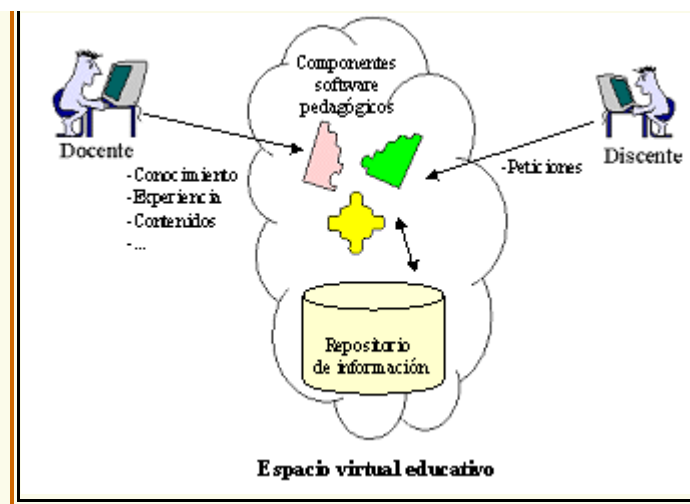 Componentes
software
pedagógicos
Docente
-Conocimiento
-Experiencia
-Contenidos
-...
Discente
-Peticiones
Repositorio
de información
Espacio virtual educativo